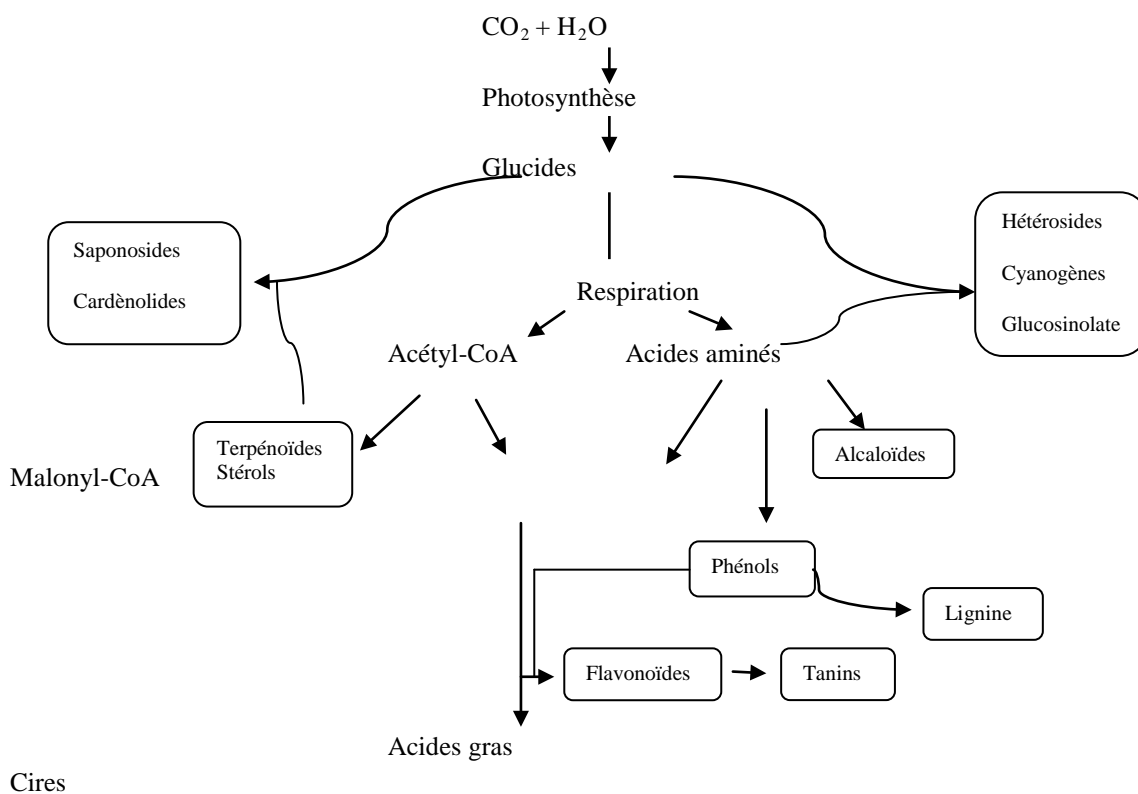 CO₂ + H₂O
Photosynthèse
Glucides
Saponosides
Cardènolides
Hétérosides
Cyanogènes
Glucosinolate
Respiration
Acétyl-CoA
Acides aminés
Terpénoïdes
Stérols
Alcaloïdes
Malonyl-CoA
Phénols
Lignine
Flavonoïdes
Tanins
Acides gras
Cires